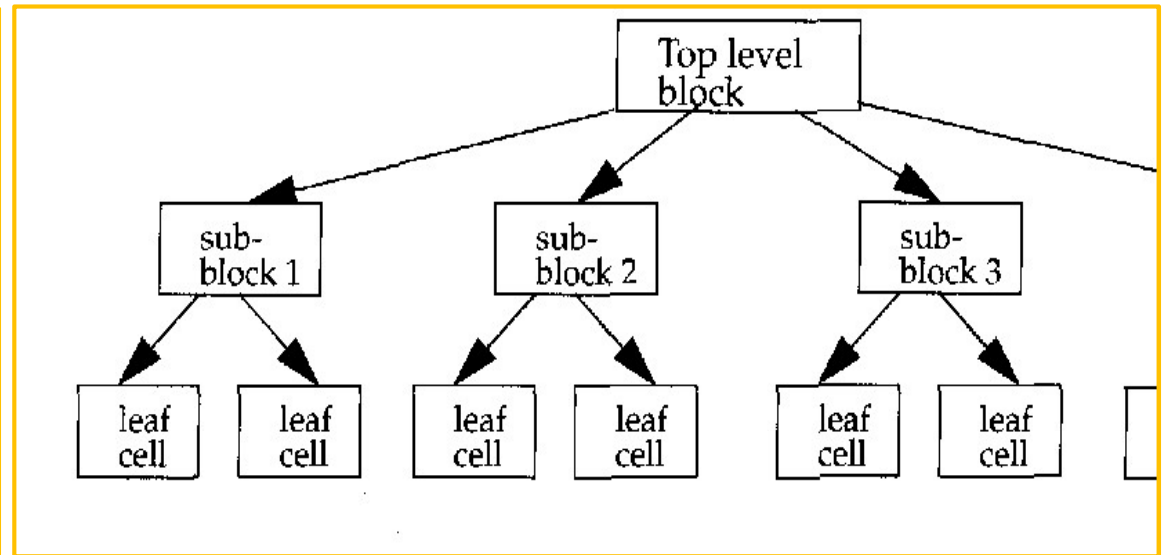 Top level
block
sub-
block 1
sub-
block 2
sub-
block 3
leaf
cell
leaf
cell
leaf
cell
leaf
cell
leaf
cell
leaf
cell